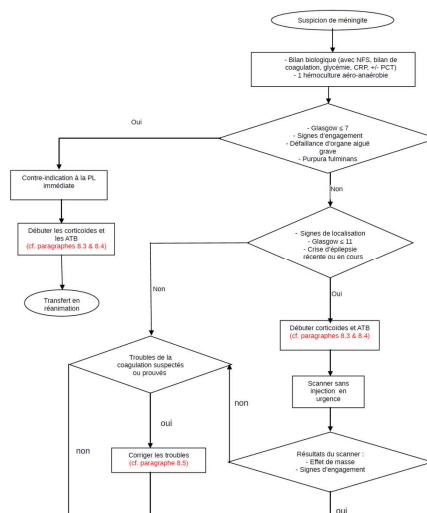 Suspicion de méningite
- Bilan biologique (avec NFS, bilan de
coagulation, glycémie, CRP, +/- PCT)
- 1 hémoculture aéro-anaérobie
Oui
- Glasgow ≤ 7
- Signes d'engagement
- Défaillance d'organe aiguë
grave
- Purpura fulminans
Contre-indication à la PL
immédiate
Non
Débuter les corticoïdes et
les ATB
(cf. paragraphes 8.3 & 8.4)
- Signes de localisation
- Glasgow ≤ 11
- Crise d'épilepsie
récente ou en cours
Non
Transfert en
réanimation
Oui
Débuter corticoïdes et ATB
(cf. paragraphes 8.3 & 8.4)
Troubles de la
coagulation suspectés
ou prouvés
Scanner sans
injection en
urgence
non
oui
non
Corriger les troubles
(cf. paragraphe 8.5)
Résultats du scanner :
- Effet de masse
- Signes d'engagement
oui